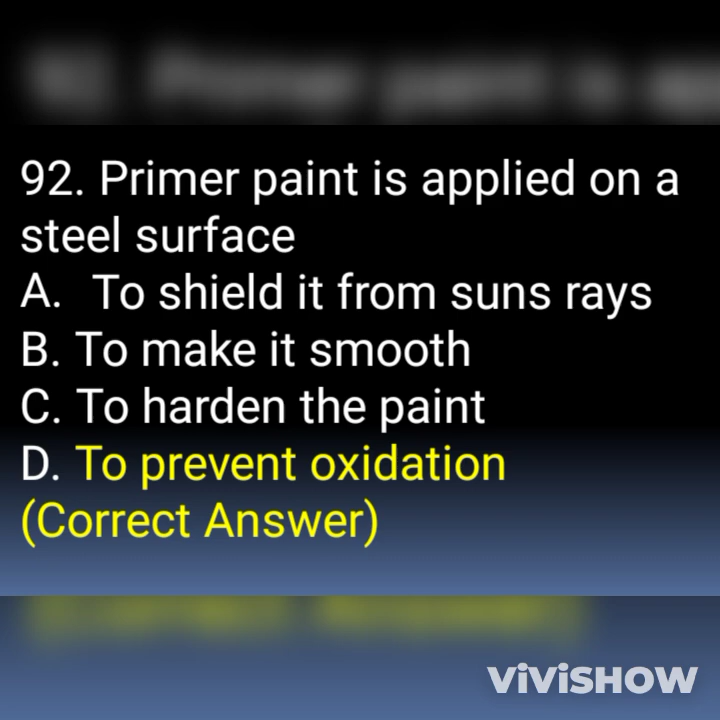 92. Primer paint is applied on a
steel surface
A. To shield it from suns rays
B. To make it smooth
C. To harden the paint
D. To prevent oxidation
(Correct Answer)
ViViSHOW